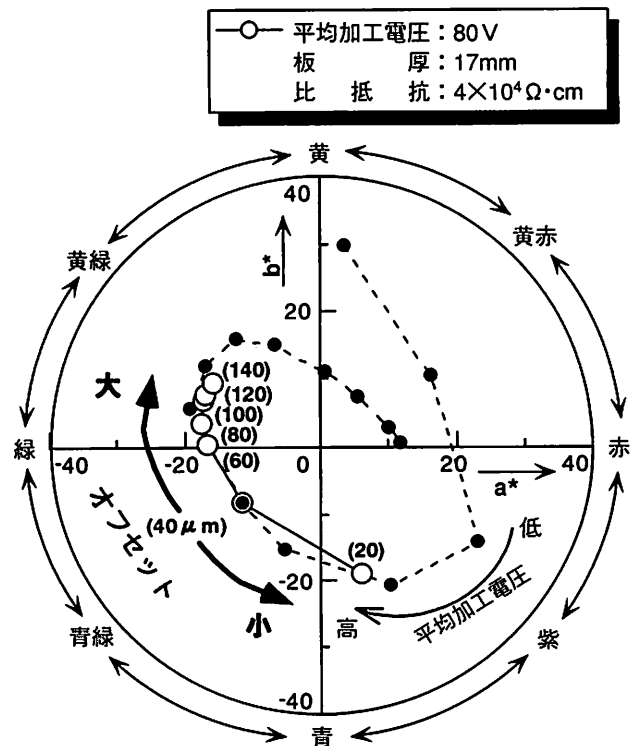 平均加工電圧：80V
板厚：17mm
比抵抗：4×10⁴Ω·cm
黄
40
黄緑
黄赤
b*
20
大
(140)
(120)
(100)
(80)
(60)
緑
-40
-20
0
20
40
赤
a*
オフセット
(40μm)
(20)
低
-20
平均加工電圧
小
高
青緑
紫
-40
青